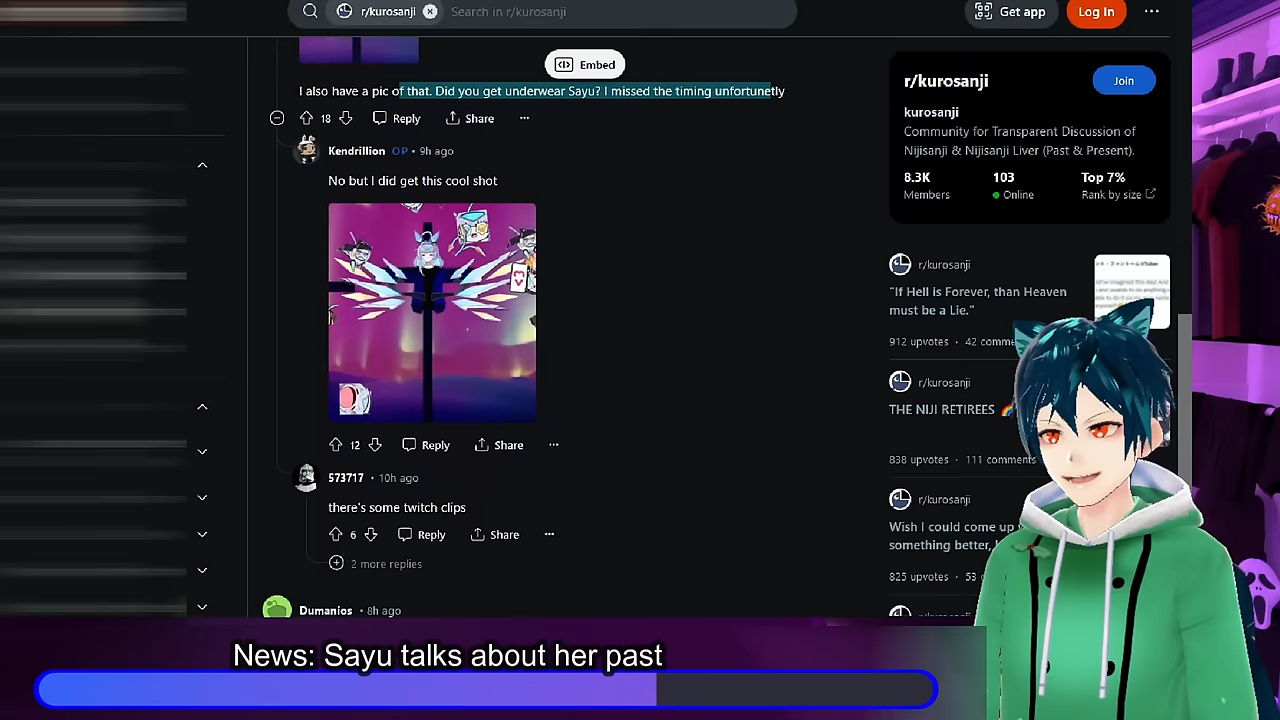 r/kurosanji
Search in r/kurosanji
Get app
Log In
Embed
I also have a pic of that. Did you get underwear Sayu? I missed the timing unfortunetly
18
Reply
Share
Kendrillion OP • 9h ago
No but I did get this cool shot
12
Reply
Share
573717 • 10h ago
there's some twitch clips
6
Reply
Share
2 more replies
Dumanios • 8h ago
r/kurosanji
Join
kurosanji
Community for Transparent Discussion of
Nijisanji & Nijisanji Liver (Past & Present).
8.3K
103
Top 7%
Members
Online
Rank by size
r/kurosanji
"If Hell is Forever, than Heaven
must be a Lie."
912 upvotes · 42 comme
r/kurosanji
THE NIJI RETIREES
838 upvotes · 111 comments
r/kurosanji
Wish I could come up
something better,
825 upvotes · 53
News: Sayu talks about her past